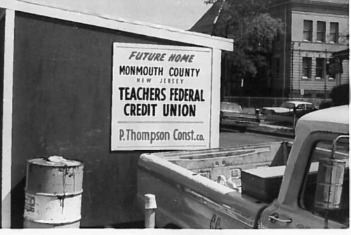 FUTURE HOME
MONMOUTH COUNTY
NEW JERSEY
TEACHERS FEDERAL
CREDIT UNION
P. Thompson Const. co.